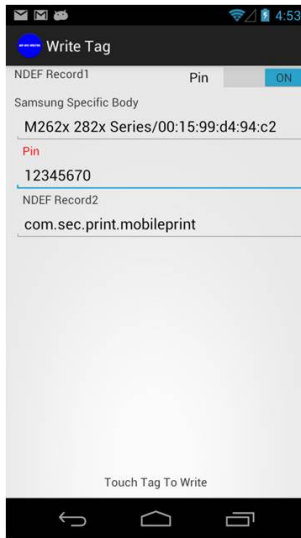 4:53
Write Tag
NDEF Record1 Pin ON
Samsung Specific Body
M262x 282x Series/00:15:99:d4:94:c2
Pin
12345670
NDEF Record2
com.sec.print.mobileprint
Touch Tag To Write